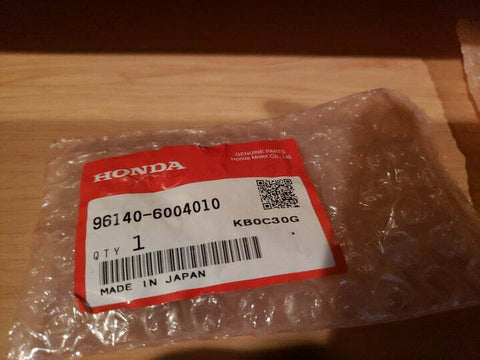 HONDA
GENUINE PARTS
Honda Motor Co., Ltd.
96140-6004010
KB0C30G
QTY 1
MADE IN JAPAN